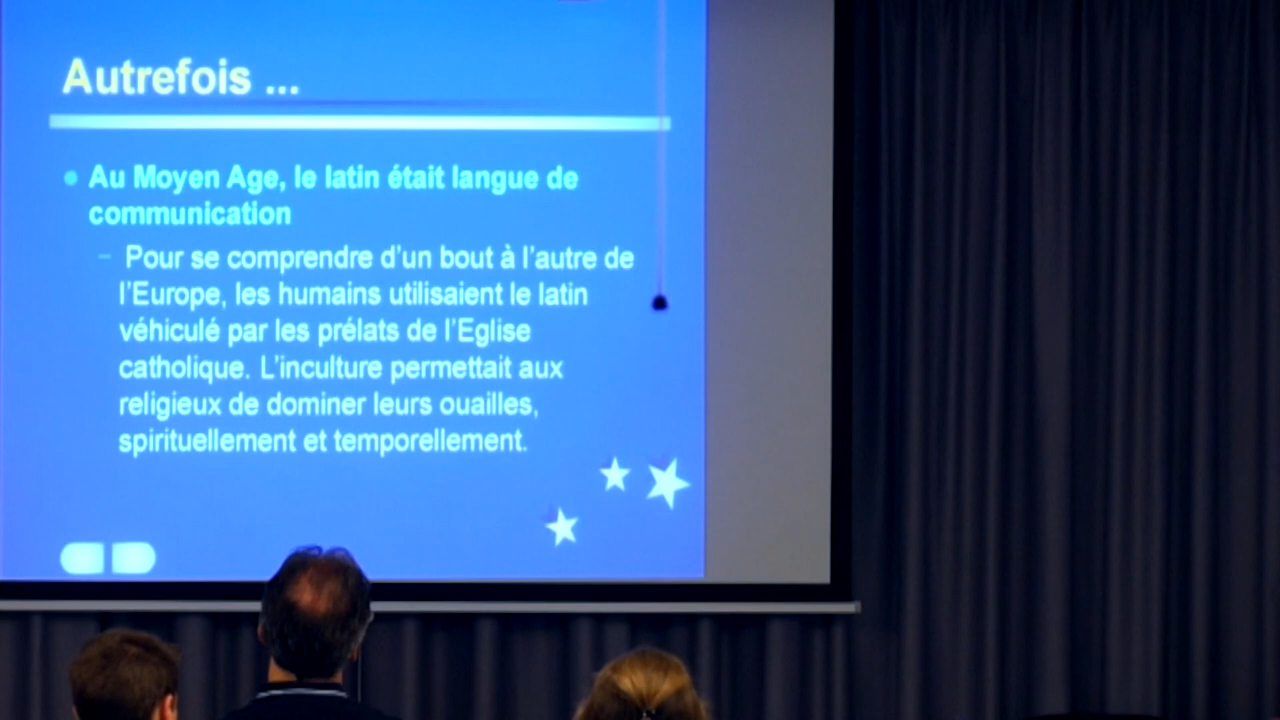 Autrefois ...
Au Moyen Age, le latin était langue de
communication
Pour se comprendre d’un bout à l’autre de
l’Europe, les humains utilisaient le latin
véhiculé par les prélats de l’Eglise
catholique. L’inculture permettait aux
religieux de dominer leurs ouailles,
spirituellement et temporellement.